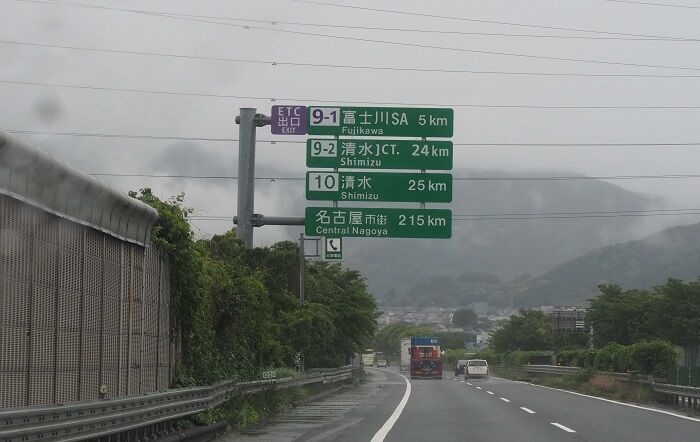 ETC
出口
EXIT
9-1 富士川SA 5 km
Fujikawa
9-2 清水JCT. 24 km
Shimizu
10 清水 25 km
Shimizu
名古屋市街 215 km
Central Nagoya